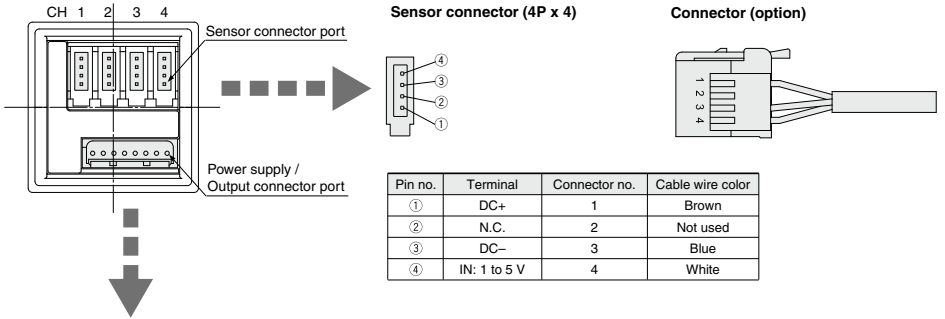 CH 1 2 3 4
Sensor connector port
Power supply /
Output connector port
Sensor connector (4P x 4)
④
③
②
①
Connector (option)
1
2
3
4
Pin no. Terminal Connector no. Cable wire color
① DC+ 1 Brown
② N.C. 2 Not used
③ DC– 3 Blue
④ IN: 1 to 5 V 4 White